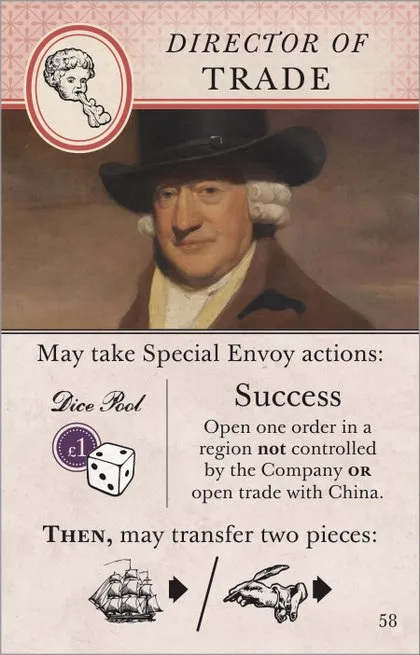 DIRECTOR OF
TRADE
May take Special Envoy actions:
Dice Pool
£1
Success
Open one order in a
region not controlled
by the Company OR
open trade with China.
THEN, may transfer two pieces:
/
58